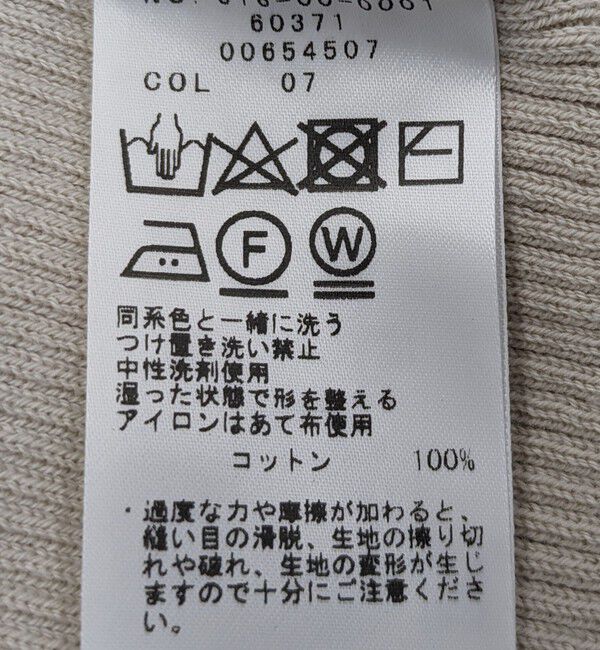 60371
00654507
COL 07
F W
同系色と一緒に洗う
つけ置き洗い禁止
中性洗剤使用
湿った状態で形を整える
アイロンはあて布使用
コットン 100%
・過度な力や摩擦が加わると、
縫い目の滑脱、生地の擦り切
れや破れ、生地の変形が生じ
ますので十分にご注意くださ
い。